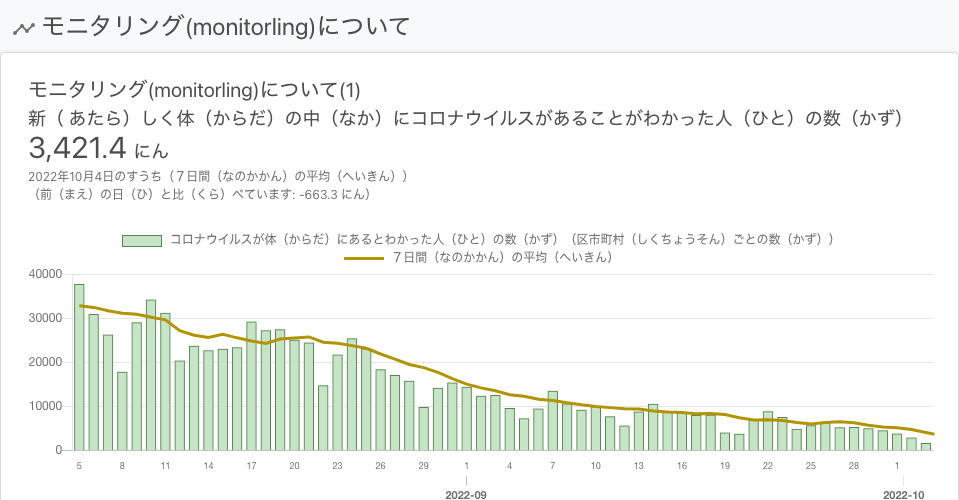 モニタリング(monitorling)について
モニタリング(monitorling)について(1)
新（ あたら）しく体（からだ）の中（なか）にコロナウイルスがあることがわかった人（ひと）の数（かず）
3,421.4 にん
2022年10月4日のすうち（７日間（なのかかん）の平均（へいきん））
（前（まえ）の日（ひ）と比（くら）べています: -663.3 にん）
コロナウイルスが体（からだ）にあるとわかった人（ひと）の数（かず）（区市町村（しくちょうそん）ごとの数（かず））
７日間（なのかかん）の平均（へいきん）
40000
30000
20000
10000
0
5 8 11 14 17 20 23 26 29 1 4 7 10 13 16 19 22 25 28 1
2022-09 2022-10